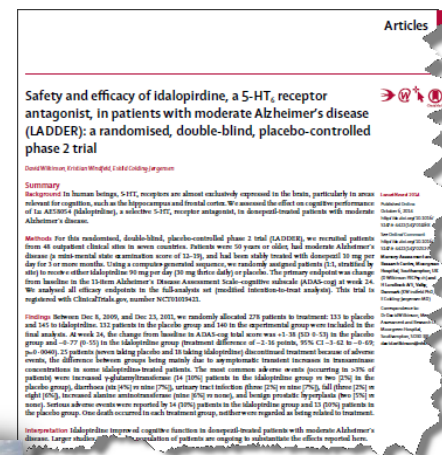 Articles
Safety and efficacy of idalopirdine, a 5-HT₆ receptor
antagonist, in patients with moderate Alzheimer's disease
(LADDER): a randomised, double-blind, placebo-controlled
phase 2 trial
David Wilkinson, Kristian Windfeld, Eskild Colding-Jørgensen
Summary
Background In human beings, 5-HT₆ receptors are almost exclusively expressed in the brain, particularly in areas
relevant for cognition, such as the hippocampus and frontal cortex. We assessed the effect on cognitive performance
of Lu AE58054 (idalopirdine), a selective 5-HT₆ receptor antagonist, in donepezil-treated patients with moderate
Alzheimer's disease.
Methods For this randomised, double-blind, placebo-controlled phase 2 trial (LADDER), we recruited patients
from 48 outpatient clinical sites in seven countries. Patients were 50 years or older, had moderate Alzheimer's
disease (a mini-mental state examination score of 12–19), and had been stably treated with donepezil 10 mg per
day for 3 or more months. Using a computer generated sequence, we randomly assigned patients (1:1, stratified by
site) to receive either idalopirdine 90 mg per day (30 mg thrice daily) or placebo. The primary endpoint was change
from baseline in the 11-item Alzheimer's Disease Assessment Scale–cognitive subscale (ADAS-cog) at week 24.
We analysed all efficacy endpoints in the full-analysis set (modified intention-to-treat analysis). This trial is
registered with ClinicalTrials.gov, number NCT01019421.
Findings Between Dec 8, 2009, and Dec 23, 2011, we randomly allocated 278 patients to treatment: 133 to placebo
and 145 to idalopirdine. 132 patients in the placebo group and 140 in the experimental group were included in the
final analysis. At week 24, the change from baseline in ADAS-cog total score was +1·38 (SD 0·53) in the placebo
group and –0·77 (0·55) in the idalopirdine group (treatment difference of –2·16 points, 95% CI –3·62 to –0·69;
p=0·0040). 25 patients (seven taking placebo and 18 taking idalopirdine) discontinued treatment because of adverse
events, the difference between groups being mainly due to asymptomatic transient increases in transaminase
concentrations in some idalopirdine-treated patients. The most common adverse events (occurring in >3% of
patients) were increased γ-glutamyltransferase (14 [10%] patients in the idalopirdine group vs two [2%] in the
placebo group), diarrhoea (six [4%] vs nine [7%]), urinary tract infection (three [2%] vs nine [7%]), fall (three [2%] vs
eight [6%]), increased alanine aminotransferase (nine [6%] vs none), and benign prostatic hyperplasia (two [5%] vs
none). Serious adverse events were reported by 14 (10%) patients in the idalopirdine group and 13 (10%) patients in
the placebo group. One death occurred in each treatment group, neither were regarded as being related to treatment.
Interpretation Idalopirdine improved cognitive function in donepezil-treated patients with moderate Alzheimer's
disease. Larger studies population of patients are ongoing to substantiate the effects reported here.
Published Online
October 6, 2014